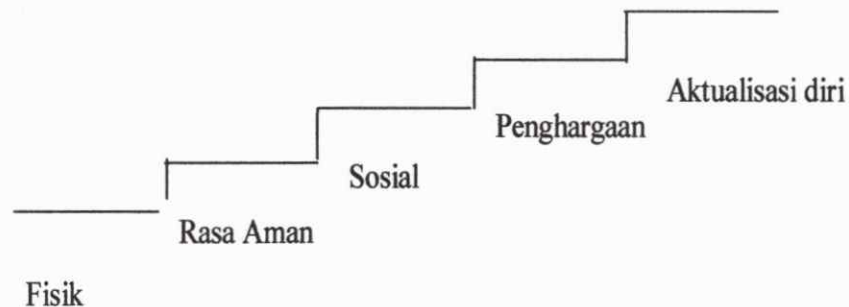 Aktualisasi diri
Penghargaan
Sosial
Rasa Aman
Fisik